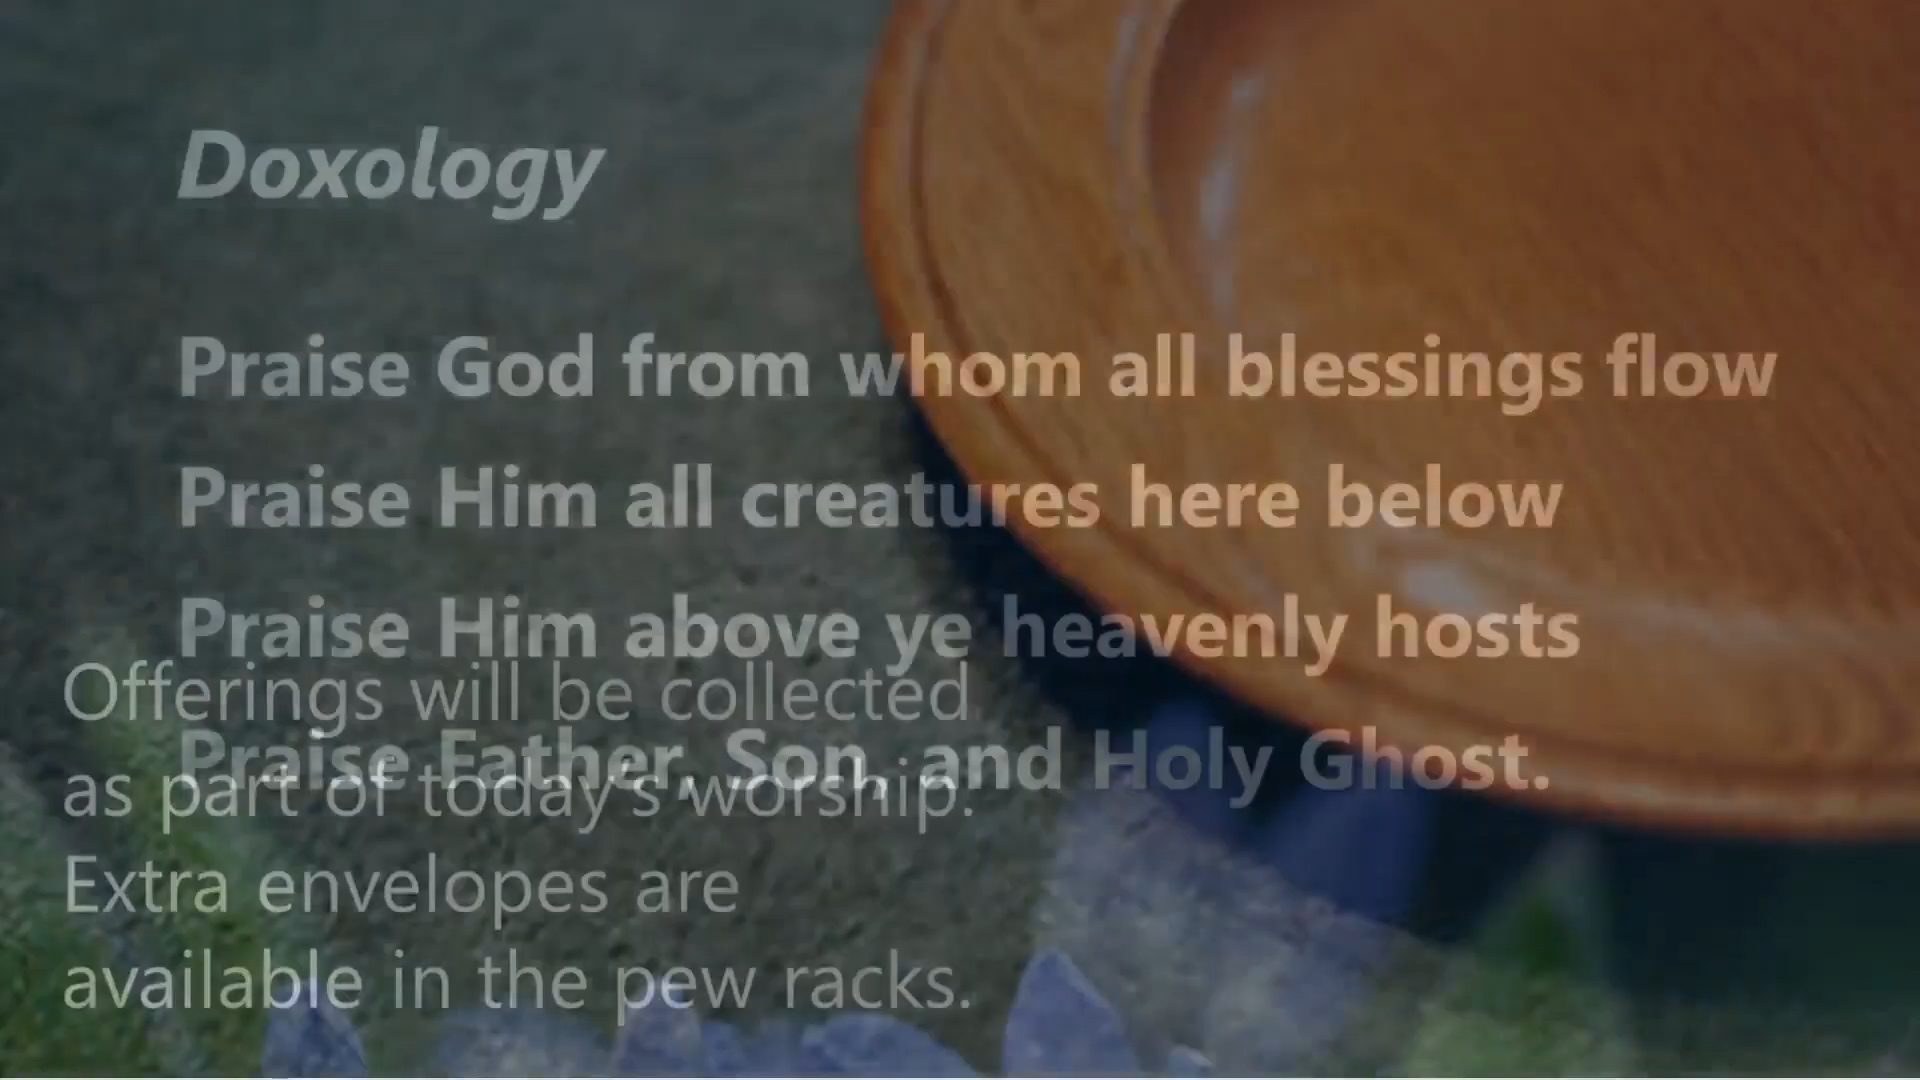 Doxology
Praise God from whom all blessings flow
Praise Him all creatures here below
Praise Him above ye heavenly hosts
Praise Father, Son, and Holy Ghost.
Offerings will be collected
as part of today's worship.
Extra envelopes are
available in the pew racks.